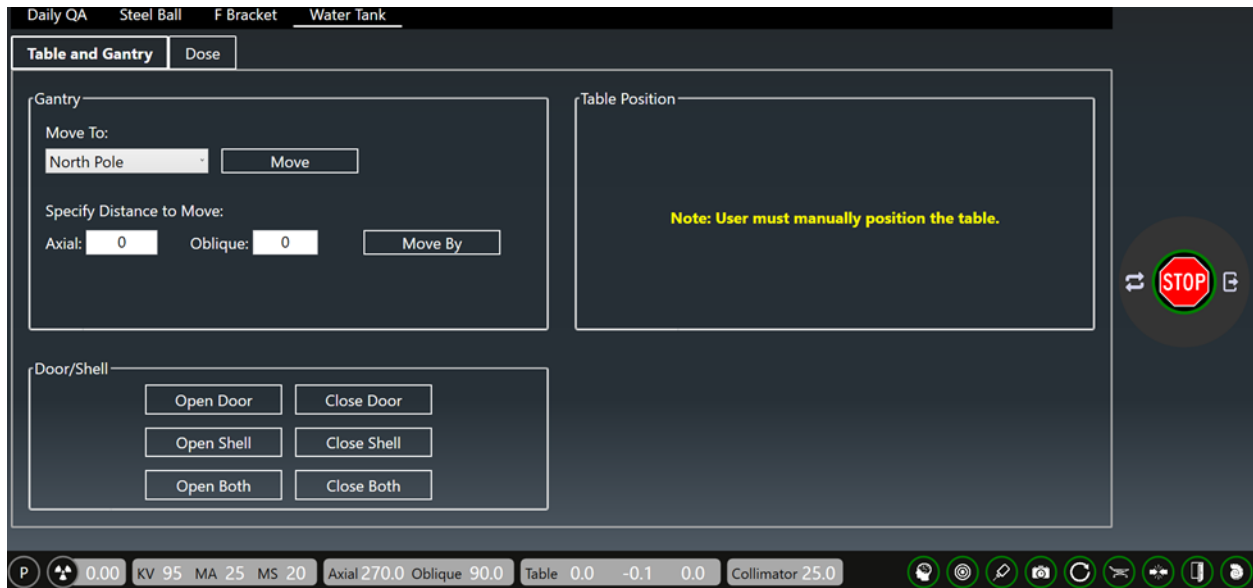 Daily QA Steel Ball F Bracket Water Tank
Table and Gantry Dose
Gantry
Move To:
North Pole Move
Specify Distance to Move:
Axial: 0 Oblique: 0 Move By
Table Position
Note: User must manually position the table.
STOP
Door/Shell
Open Door Close Door
Open Shell Close Shell
Open Both Close Both
P 0.00 KV 95 MA 25 MS 20 Axial 270.0 Oblique 90.0 Table 0.0 -0.1 0.0 Collimator 25.0